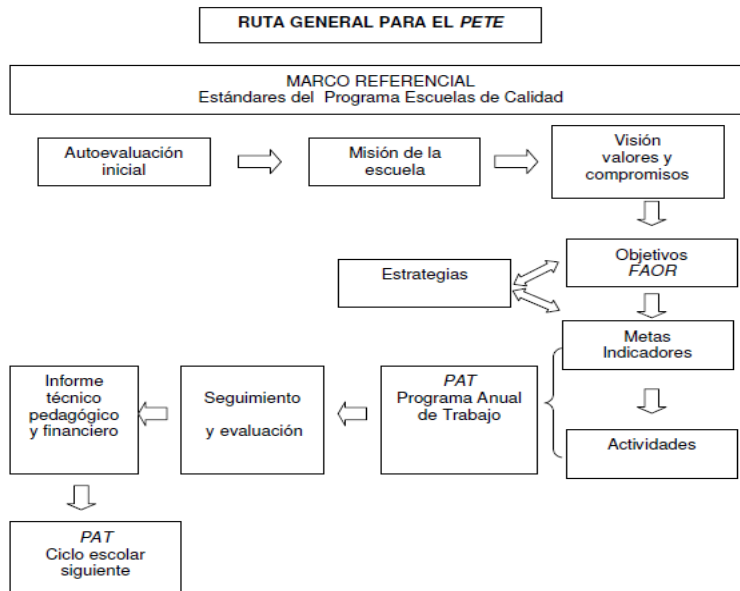 RUTA GENERAL PARA EL PETE
MARCO REFERENCIAL
Estándares del Programa Escuelas de Calidad
Autoevaluación
inicial
Misión de la
escuela
Visión
valores y
compromisos
Objetivos
FAOR
Estrategias
Metas
Indicadores
Actividades
PAT
Programa Anual
de Trabajo
Seguimiento
y evaluación
Informe
técnico
pedagógico
y financiero
PAT
Ciclo escolar
siguiente